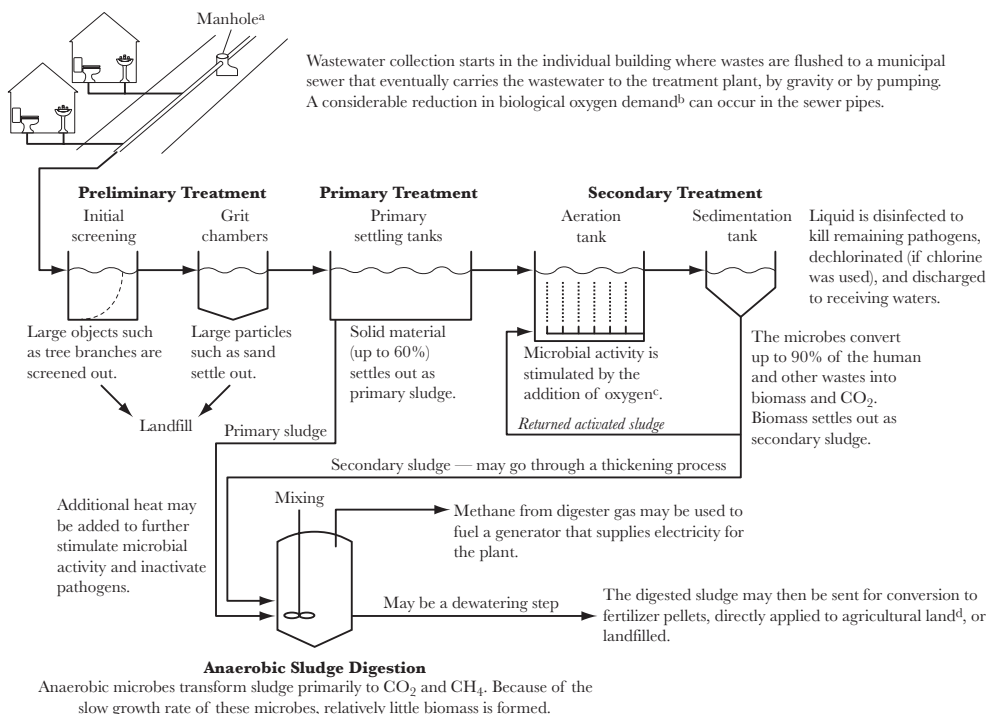 Manholeᵃ
Wastewater collection starts in the individual building where wastes are flushed to a municipal
sewer that eventually carries the wastewater to the treatment plant, by gravity or by pumping.
A considerable reduction in biological oxygen demandᵇ can occur in the sewer pipes.
Preliminary Treatment
Initial
screening
Grit
chambers
Large objects such
as tree branches are
screened out.
Large particles
such as sand
settle out.
Landfill
Primary Treatment
Primary
settling tanks
Solid material
(up to 60%)
settles out as
primary sludge.
Primary sludge
Secondary Treatment
Aeration
tank
Sedimentation
tank
Microbial activity is
stimulated by the
addition of oxygenᶜ.
Returned activated sludge
Liquid is disinfected to
kill remaining pathogens,
dechlorinated (if chlorine
was used), and discharged
to receiving waters.
The microbes convert
up to 90% of the human
and other wastes into
biomass and CO₂.
Biomass settles out as
secondary sludge.
Secondary sludge — may go through a thickening process
Additional heat may
be added to further
stimulate microbial
activity and inactivate
pathogens.
Mixing
Methane from digester gas may be used to
fuel a generator that supplies electricity for
the plant.
May be a dewatering step
The digested sludge may then be sent for conversion to
fertilizer pellets, directly applied to agricultural landᵈ, or
landfilled.
Anaerobic Sludge Digestion
Anaerobic microbes transform sludge primarily to CO₂ and CH₄. Because of the
slow growth rate of these microbes, relatively little biomass is formed.